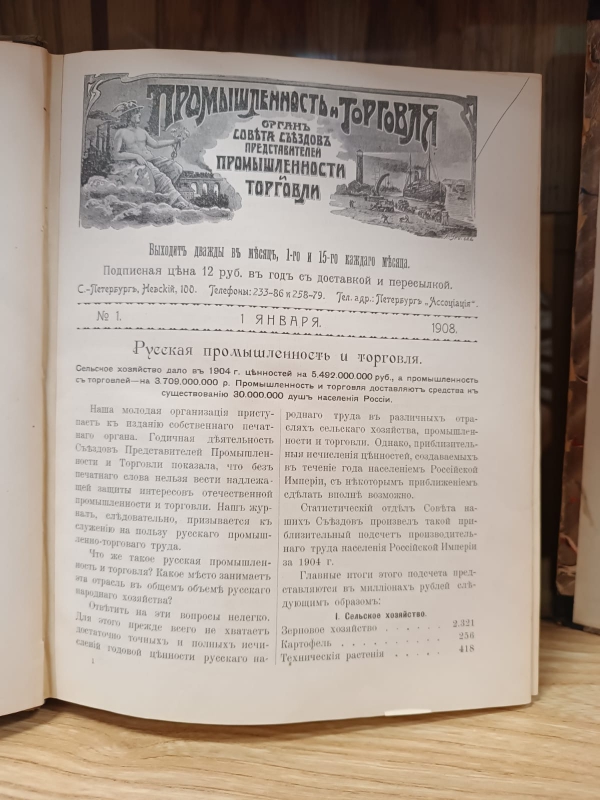 Промышленность и Торговля
органъ
Совѣта Съѣздовъ
представителей
промышленности
и
торговли
Выходитъ дважды въ мѣсяцъ, 1-го и 15-го каждаго мѣсяца.
Подписная цѣна 12 руб. въ годъ съ доставкой и пересылкой.
С.-Петербургъ, Невскій, 100. Телефоны: 233-86 и 258-79. Тел. адр.: Петербургъ „Ассоціація".
№ 1. 1 ЯНВАРЯ. 1908.
Русская промышленность и торговля.
Сельское хозяйство дало въ 1904 г. цѣнностей на 5.492.000.000 руб., а промышленность
съ торговлей—на 3.709.000.000 р. Промышленность и торговля доставляютъ средства къ
существованію 30.000.000 душъ населенія Россіи.
Наша молодая организація присту-
паетъ къ изданію собственнаго печат-
наго органа. Годичная дѣятельность
Съѣздовъ Представителей Промышлен-
ности и Торговли показала, что безъ
печатнаго слова нельзя вести надлежа-
щей защиты интересовъ отечественной
промышленности и торговли. Нашъ жур-
налъ, слѣдовательно, призывается къ
служенію на пользу русскаго промыш-
ленно-торговаго труда.
Что же такое русская промышлен-
ность и торговля? Какое мѣсто занимаетъ
эта отрасль въ общемъ объемѣ русскаго
народнаго хозяйства?
Отвѣтить на эти вопросы нелегко.
Для этого прежде всего не хватаетъ
достаточно точныхъ и полныхъ исчи-
сленій годовой цѣнности русскаго на-
1
роднаго труда въ различныхъ отра-
сляхъ сельскаго хозяйства, промышлен-
ности и торговли. Однако, приблизитель-
ныя исчисленія цѣнностей, создаваемыхъ
въ теченіе года населеніемъ Россійской
Имперіи, съ нѣкоторымъ приближеніемъ
сдѣлать вполнѣ возможно.
Статистическій отдѣлъ Совѣта на-
шихъ Съѣздовъ произвелъ такой при-
близительный подсчетъ производитель-
наго труда населенія Россійской Имперіи
за 1904 г.
Главные итоги этого подсчета пред-
ставляются въ милліонахъ рублей слѣ-
дующимъ образомъ:
I. Сельское хозяйство.
Зерновое хозяйство . . . . . 2.321
Картофель . . . . . . . . 256
Техническія растенія . . . . . 418